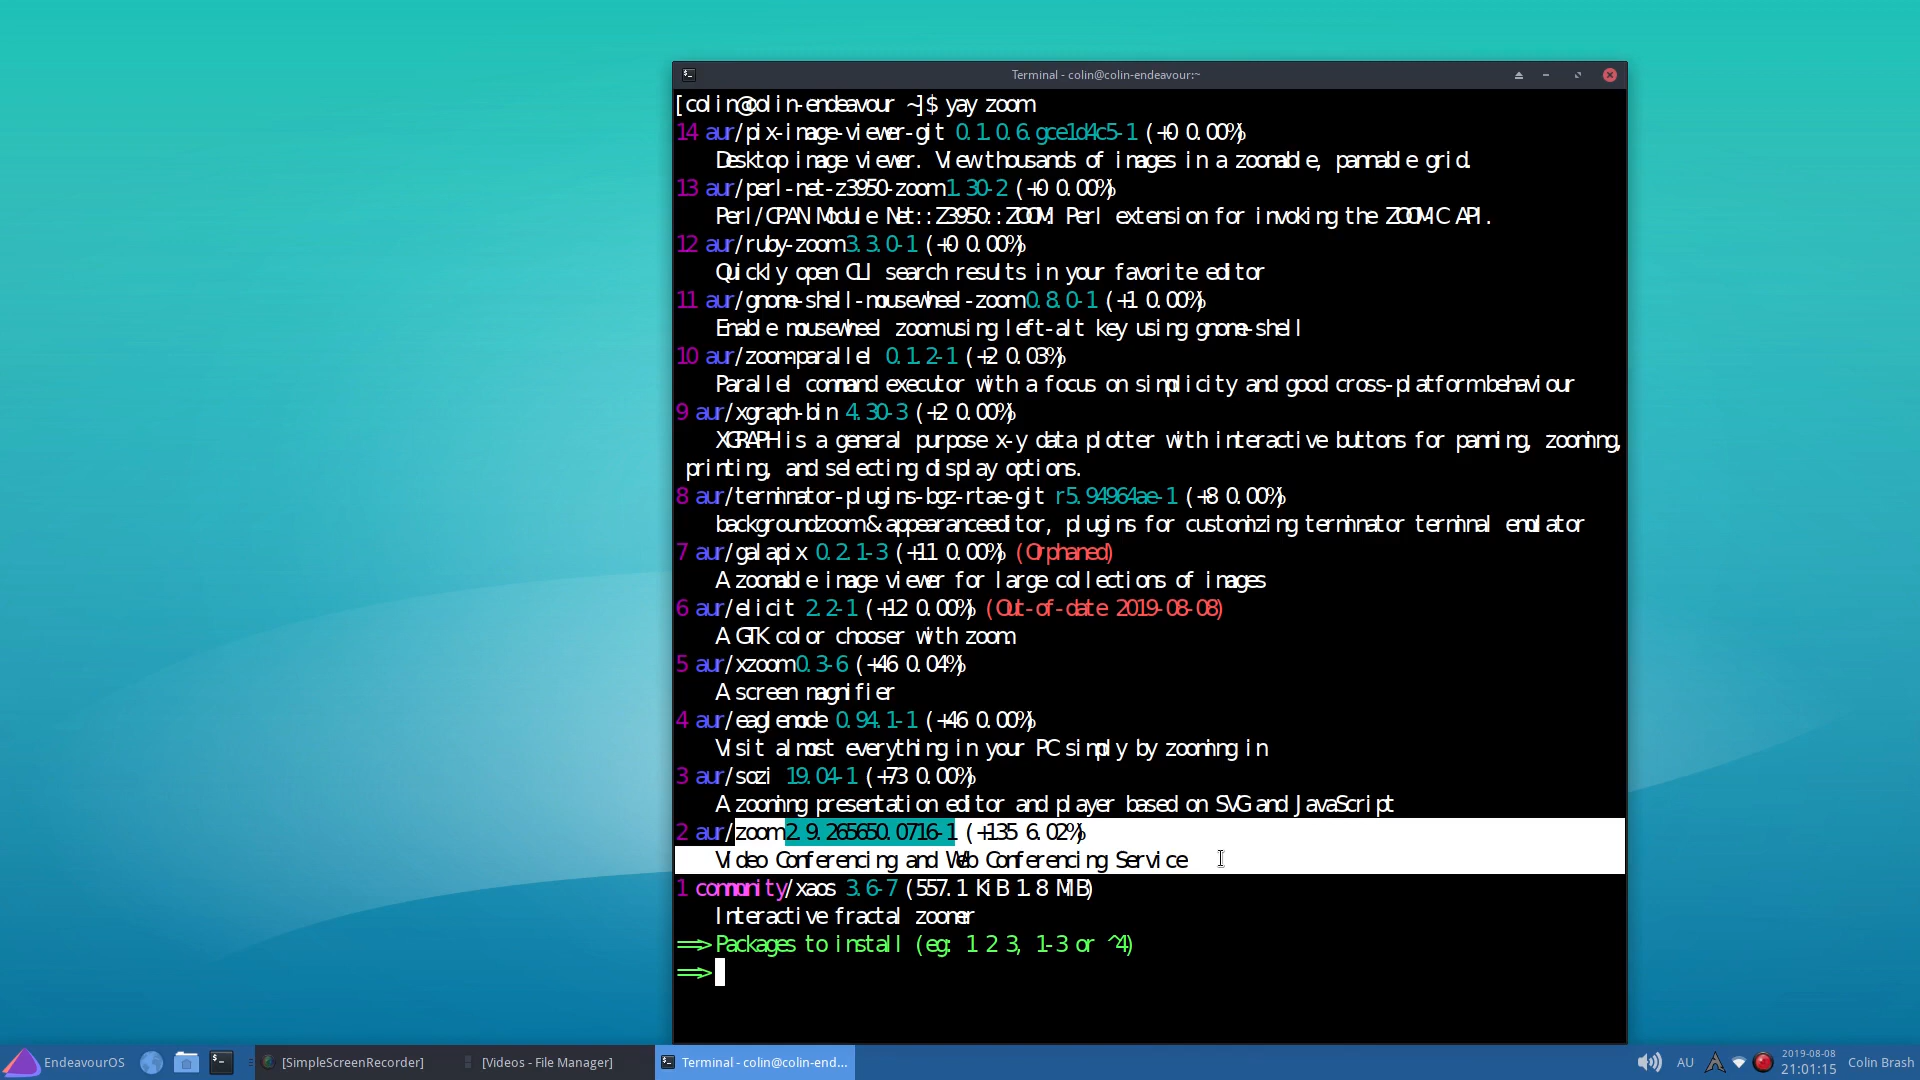 Terminal - colin@colin-endeavour:~
[colin@colin-endeavour ~]$ yay zoom
14 aur/pix-image-viewer-git 0.1.0.6.gce1d4c5-1 (+0 0.00%)
Desktop image viewer. View thousands of images in a zoomable, pannable grid.
13 aur/perl-net-z3950-zoom 1.30-2 (+0 0.00%)
Perl/CPAN Module Net::Z3950::ZOOM: Perl extension for invoking the ZOOM-C API.
12 aur/ruby-zoom 3.3.0-1 (+0 0.00%)
Quickly open CLI search results in your favorite editor
11 aur/gnome-shell-mousewheel-zoom 0.8.0-1 (+1 0.00%)
Enable mousewheel zoom using left-alt key using gnome-shell
10 aur/zoom-parallel 0.1.2-1 (+2 0.03%)
Parallel command executor with a focus on simplicity and good cross-platform behaviour
9 aur/xgraph-bin 4.30-3 (+2 0.00%)
XGRAPH is a general purpose x-y data plotter with interactive buttons for panning, zooming,
printing, and selecting display options.
8 aur/terminator-plugins-bgz-rtae-git r5.94964ae-1 (+8 0.00%)
backgroundzoom & appearanceeditor, plugins for customizing terminator terminal emulator
7 aur/galapix 0.2.1-3 (+11 0.00%) (Orphaned)
A zoomable image viewer for large collections of images
6 aur/elicit 2.2-1 (+12 0.00%) (Out-of-date 2019-08-08)
A GTK color chooser with zoom.
5 aur/xzoom 0.3-6 (+46 0.04%)
A screen magnifier
4 aur/eaglemode 0.94.1-1 (+46 0.00%)
Visit almost everything in your PC simply by zooming in
3 aur/sozi 19.04-1 (+73 0.00%)
A zooming presentation editor and player based on SVG and JavaScript
2 aur/zoom 2.9.265650.0716-1 (+135 6.02%)
Video Conferencing and Web Conferencing Service
1 community/xaos 3.6-7 (557.1 KiB 1.8 MiB)
Interactive fractal zoomer
==> Packages to install (eg: 1 2 3, 1-3 or ^4)
==>
EndeavourOS [SimpleScreenRecorder] [Videos - File Manager] Terminal - colin@colin-end... AU 2019-08-08 21:01:15 Colin Brash